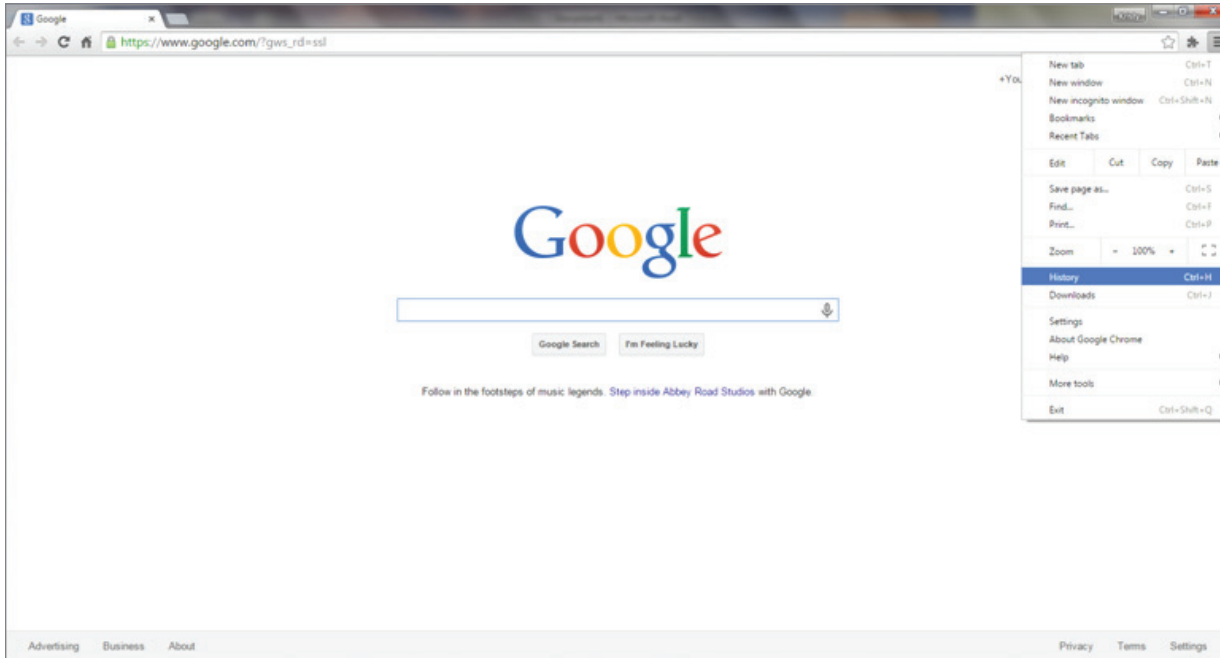 Google
https://www.google.com/?gws_rd=ssl
+You
New tab Ctrl+T
New window Ctrl+N
New incognito window Ctrl+Shift+N
Bookmarks
Recent Tabs
Edit Cut Copy Paste
Save page as... Ctrl+S
Find... Ctrl+F
Print... Ctrl+P
Zoom - 100% +
History Ctrl+H
Downloads Ctrl+J
Settings
About Google Chrome
Help
More tools
Exit Ctrl+Shift+Q
Google
Google Search I'm Feeling Lucky
Follow in the footsteps of music legends. Step inside Abbey Road Studios with Google.
Advertising Business About Privacy Terms Settings